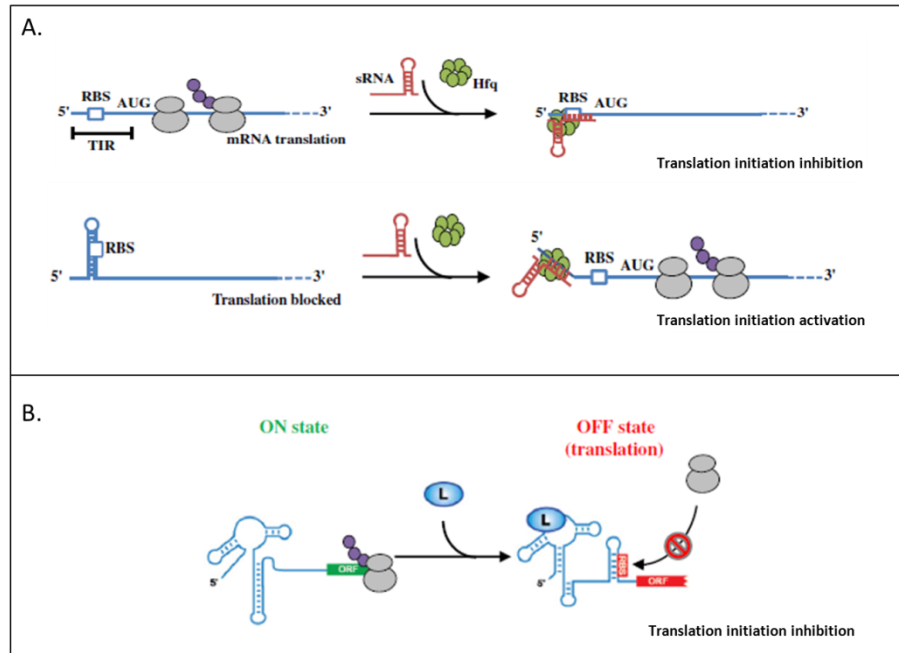 A.
RBS
AUG
5'
3'
TIR
mRNA translation
sRNA
Hfq
RBS AUG
5'
3'
Translation initiation inhibition
RBS
5'
3'
Translation blocked
5'
RBS
AUG
3'
Translation initiation activation
B.
ON state
OFF state
(translation)
L
ORF
5'
L
RBS
ORF
5'
Translation initiation inhibition